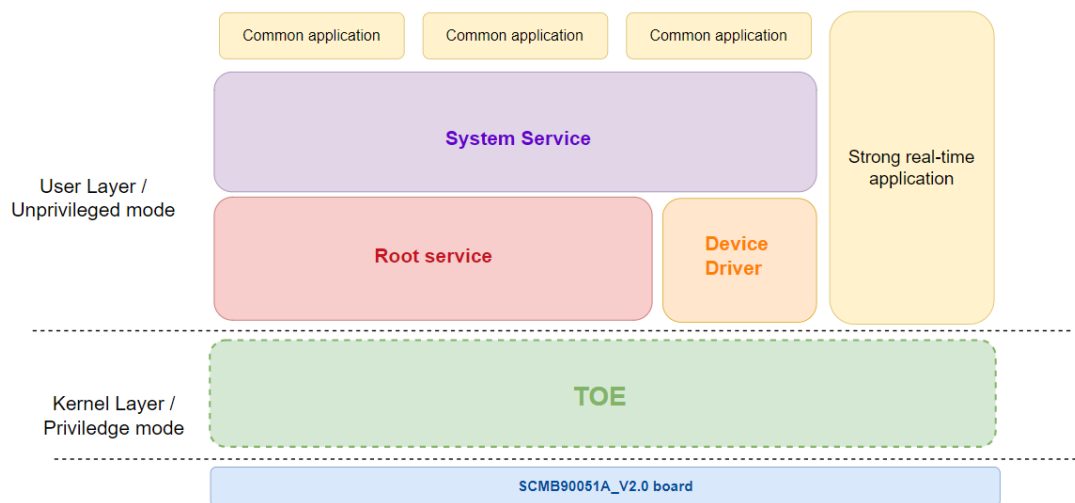 Common application
Common application
Common application
System Service
Strong real-time
application
User Layer /
Unprivileged mode
Root service
Device
Driver
TOE
Kernel Layer /
Priviledge mode
SCMB90051A_V2.0 board